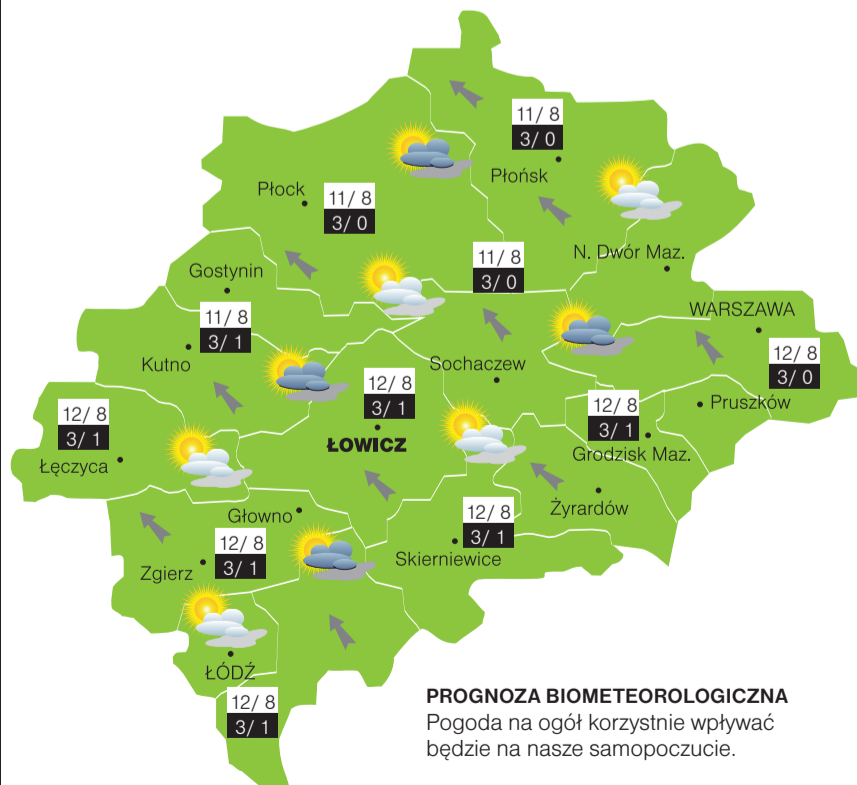 11/ 8
3/ 0
Płońsk
Płock
11/ 8
3/ 0
N. Dwór Maz.
11/ 8
3/ 0
Gostynin
WARSZAWA
11/ 8
3/ 1
Kutno
12/ 8
3/ 0
Sochaczew
12/ 8
3/ 1
ŁOWICZ
12/ 8
3/ 1
Grodzisk Maz.
Pruszków
12/ 8
3/ 1
Łęczyca
Żyrardów
Głowno
12/ 8
3/ 1
Skierniewice
12/ 8
3/ 1
Zgierz
ŁÓDŹ
12/ 8
3/ 1
PROGNOZA BIOMETEOROLOGICZNA
Pogoda na ogół korzystnie wpływać
będzie na nasze samopoczucie.